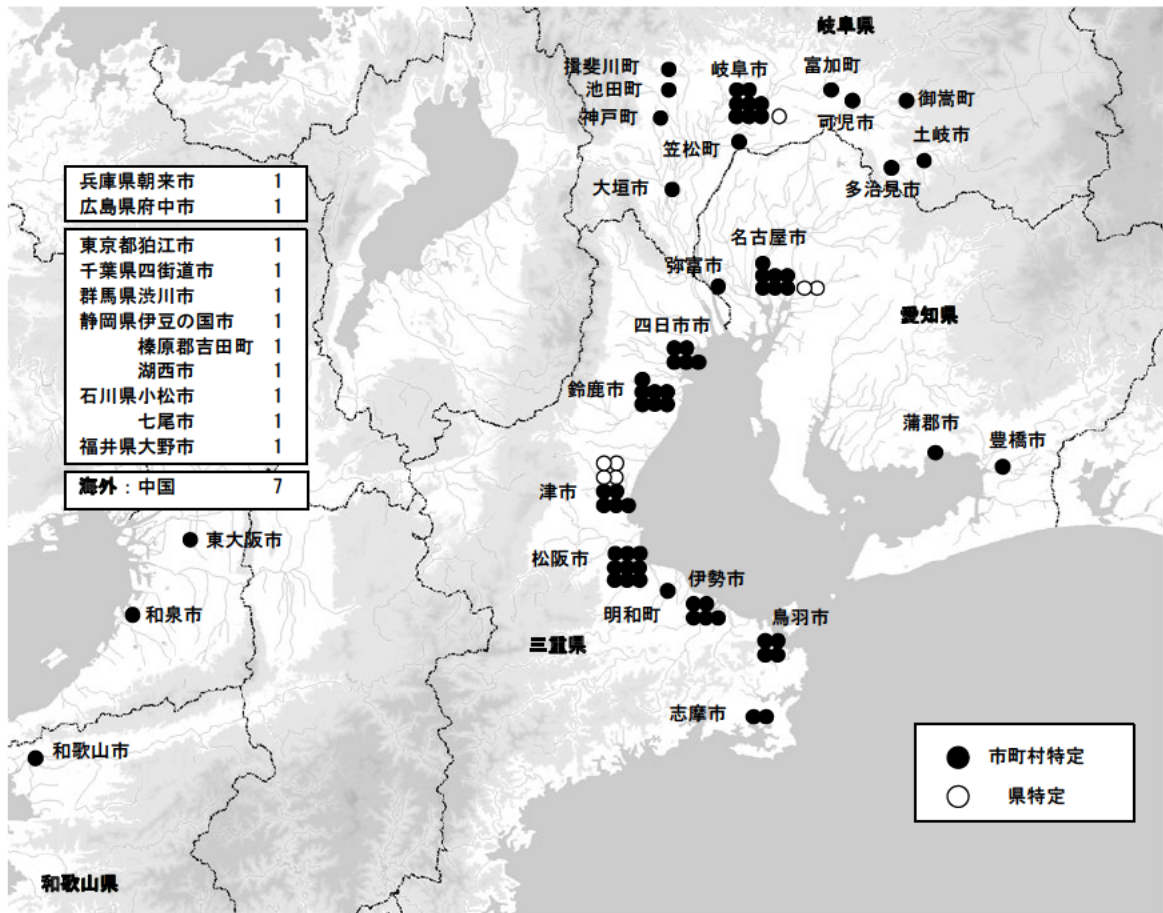 岐阜県
揖斐川町
岐阜市
富加町
池田町
御嵩町
神戸町
可児市
土岐市
笠松町
多治見市
大垣市
兵庫県朝来市 1
広島県府中市 1
東京都狛江市 1
千葉県四街道市 1
群馬県渋川市 1
静岡県伊豆の国市 1
榛原郡吉田町 1
湖西市 1
石川県小松市 1
七尾市 1
福井県大野市 1
海外：中国 7
名古屋市
弥富市
愛知県
四日市市
鈴鹿市
蒲郡市
豊橋市
津市
東大阪市
松阪市
伊勢市
和泉市
明和町
鳥羽市
三重県
志摩市
和歌山市
市町村特定
県特定
和歌山県